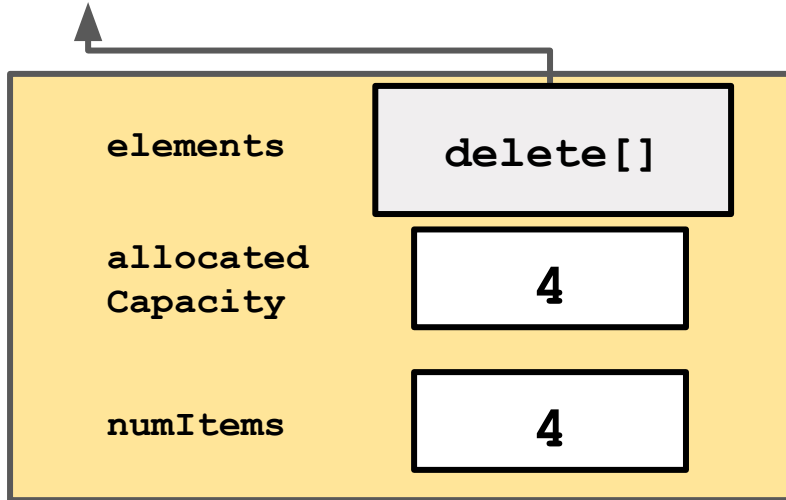 elements
delete[]
allocated
Capacity
4
numItems
4